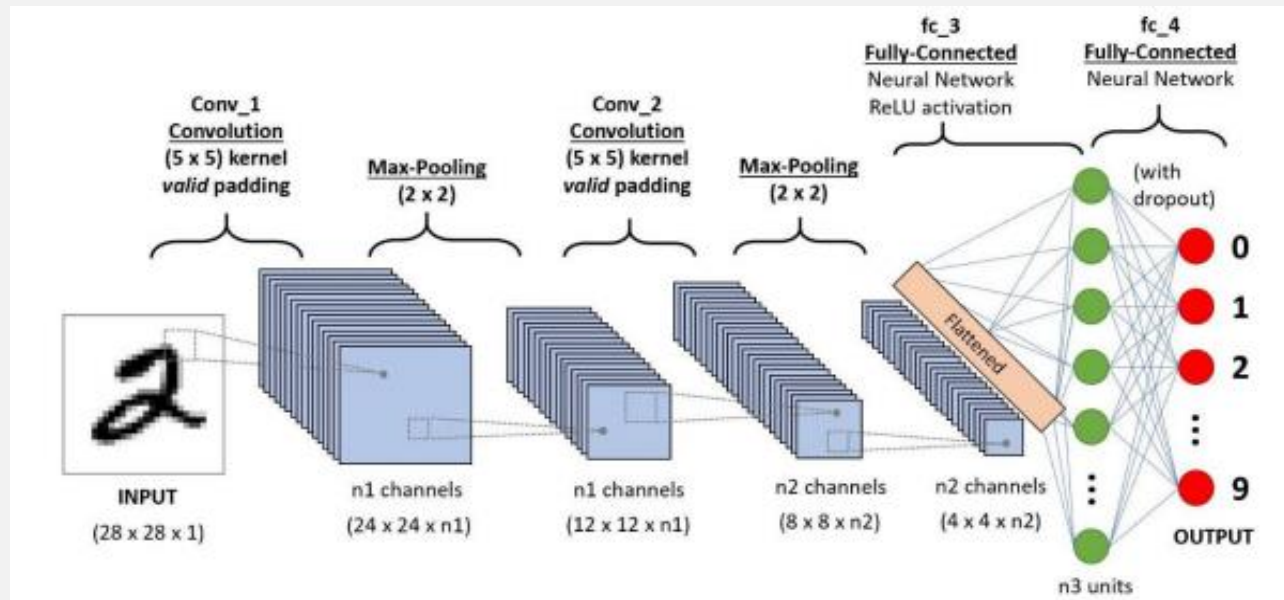 fc_3
Fully-Connected
Neural Network
ReLU activation
fc_4
Fully-Connected
Neural Network
Conv_1
Convolution
(5 x 5) kernel
valid padding
Max-Pooling
(2 x 2)
Conv_2
Convolution
(5 x 5) kernel
valid padding
Max-Pooling
(2 x 2)
(with
dropout)
Flattened
0
1
2
9
OUTPUT
INPUT
(28 x 28 x 1)
n1 channels
(24 x 24 x n1)
n1 channels
(12 x 12 x n1)
n2 channels
(8 x 8 x n2)
n2 channels
(4 x 4 x n2)
n3 units
2